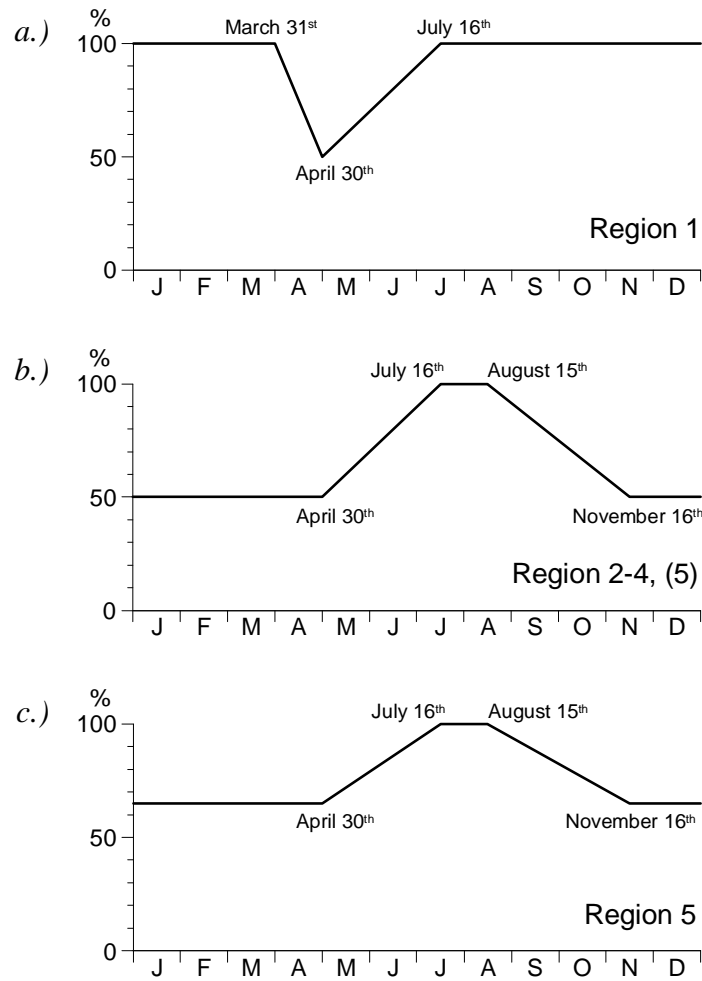 a.)
%
March 31st
July 16th
100
50
April 30th
Region 1
0
J F M A M J J A S O N D
b.)
%
July 16th August 15th
100
50
April 30th November 16th
Region 2-4, (5)
0
J F M A M J J A S O N D
c.)
%
July 16th August 15th
100
April 30th November 16th
50
Region 5
0
J F M A M J J A S O N D